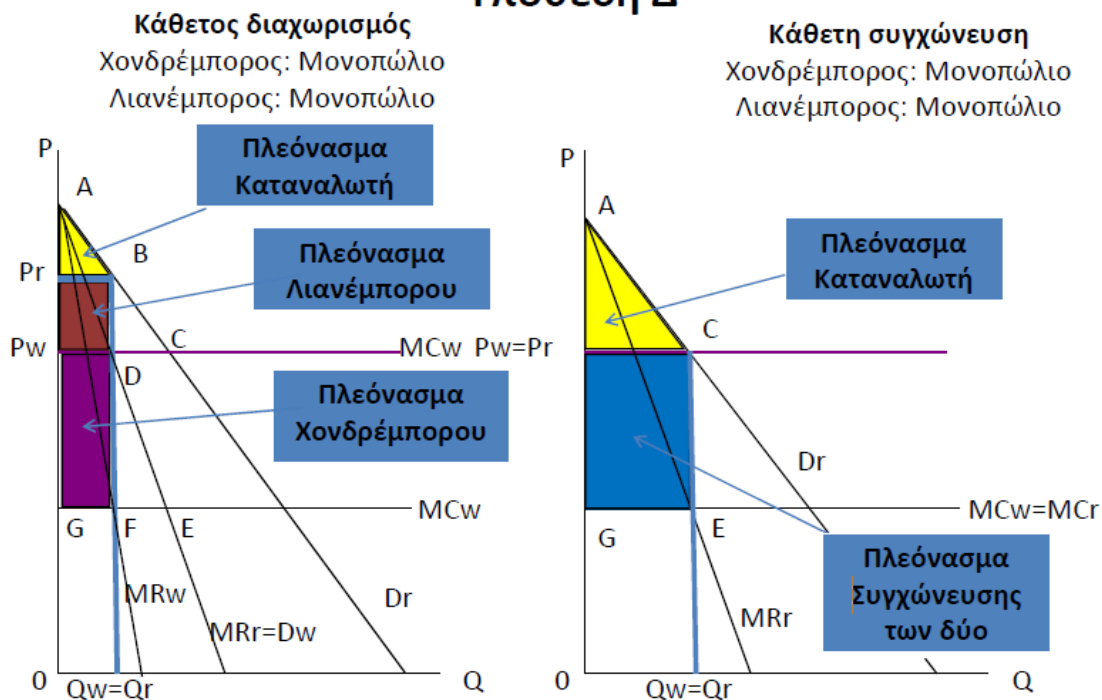 Κάθετος διαχωρισμός
Χονδρέμπορος: Μονοπώλιο
Λιανέμπορος: Μονοπώλιο
P
Πλεόνασμα
Καταναλωτή
A
B
Πλεόνασμα
Λιανέμπορου
Pr
C
Pw
MCw
D
Πλεόνασμα
Χονδρέμπορου
MCw
G
F
E
MRw
MRr=Dw
Dr
0
Qw=Qr
Q
Κάθετη συγχώνευση
Χονδρέμπορος: Μονοπώλιο
Λιανέμπορος: Μονοπώλιο
P
A
Πλεόνασμα
Καταναλωτή
C
Pw=Pr
Dr
MCw=MCr
G
E
Πλεόνασμα
Συγχώνευσης
των δύο
MRr
0
Qw=Qr
Q